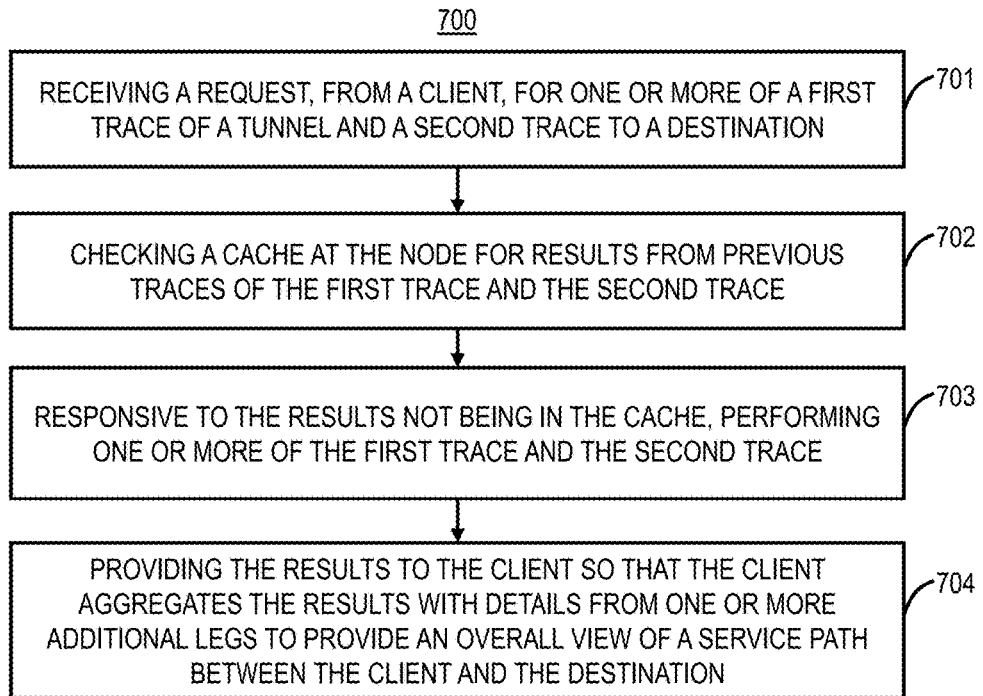 700
RECEIVING A REQUEST, FROM A CLIENT, FOR ONE OR MORE OF A FIRST
TRACE OF A TUNNEL AND A SECOND TRACE TO A DESTINATION
701
CHECKING A CACHE AT THE NODE FOR RESULTS FROM PREVIOUS
TRACES OF THE FIRST TRACE AND THE SECOND TRACE
702
RESPONSIVE TO THE RESULTS NOT BEING IN THE CACHE, PERFORMING
ONE OR MORE OF THE FIRST TRACE AND THE SECOND TRACE
703
PROVIDING THE RESULTS TO THE CLIENT SO THAT THE CLIENT
AGGREGATES THE RESULTS WITH DETAILS FROM ONE OR MORE
ADDITIONAL LEGS TO PROVIDE AN OVERALL VIEW OF A SERVICE PATH
BETWEEN THE CLIENT AND THE DESTINATION
704